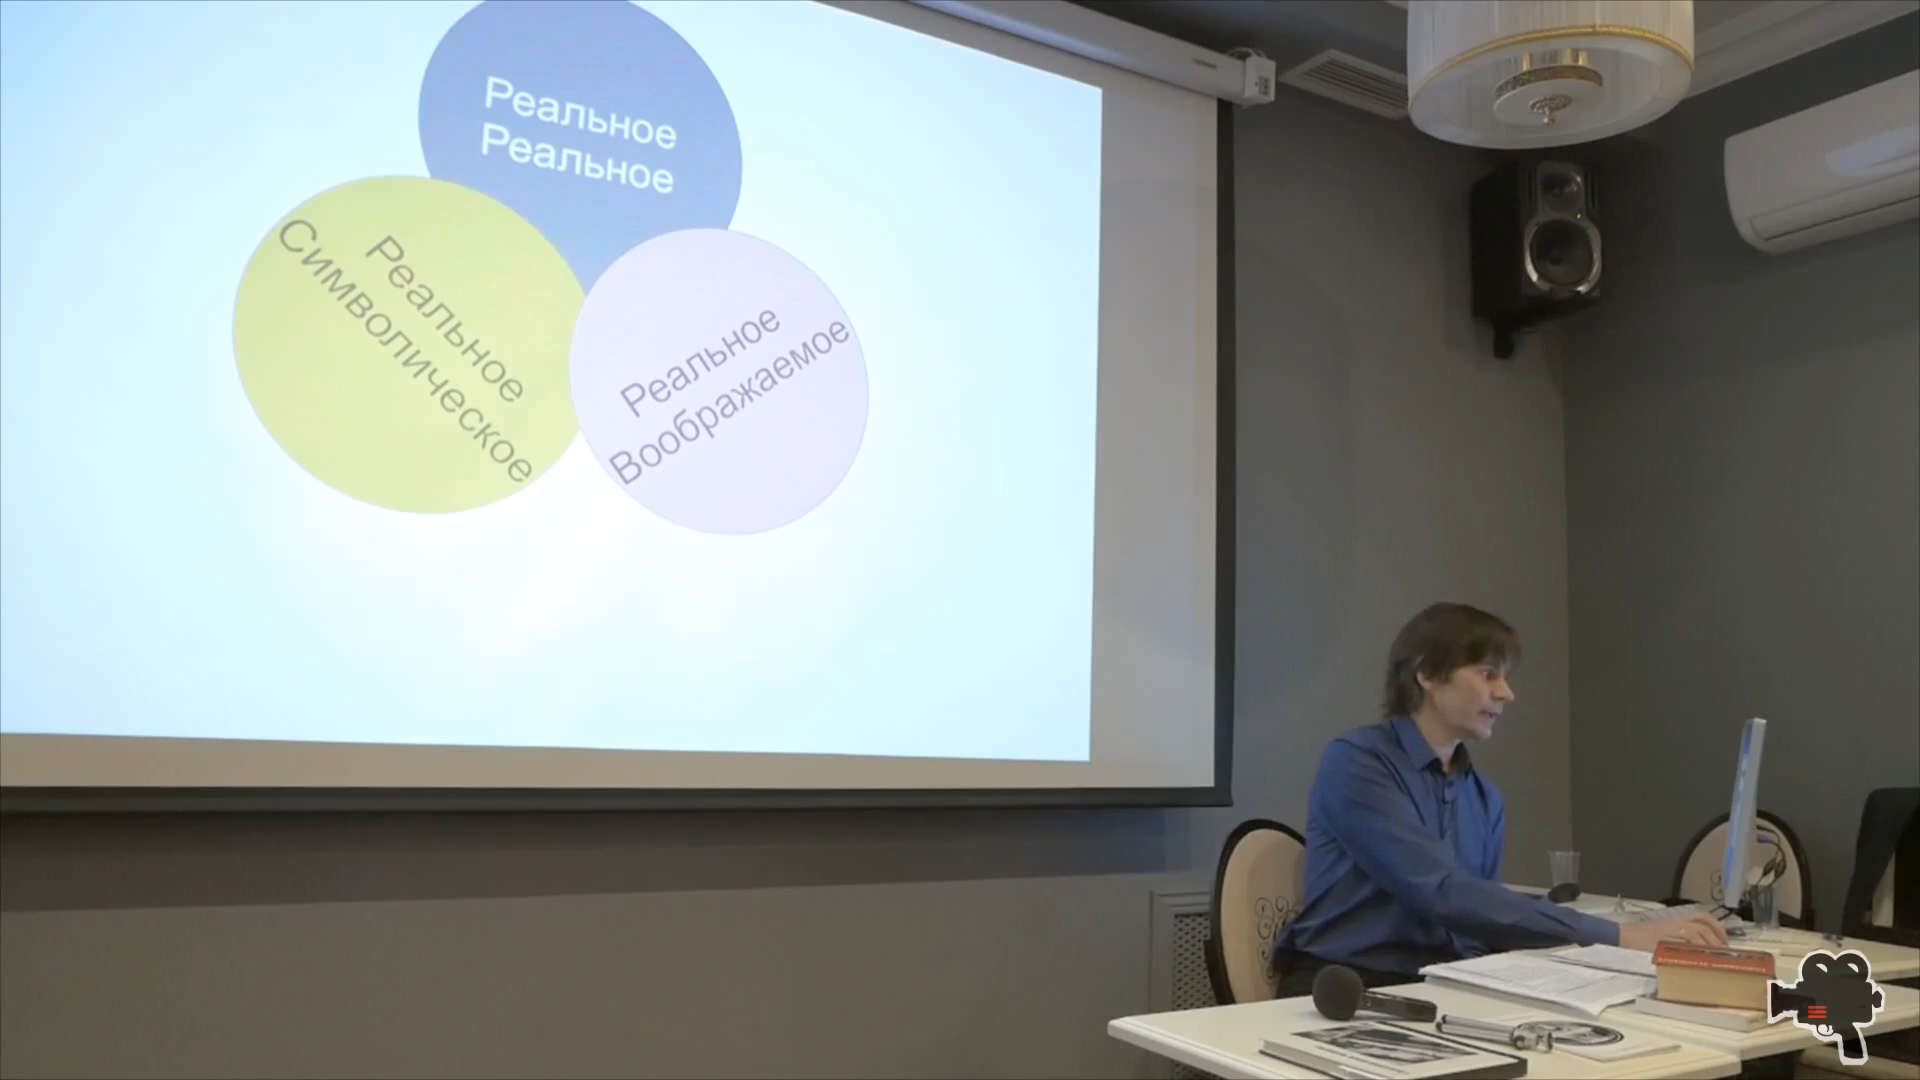 Реальное
Реальное
Реальное
Символическое
Реальное
Воображаемое